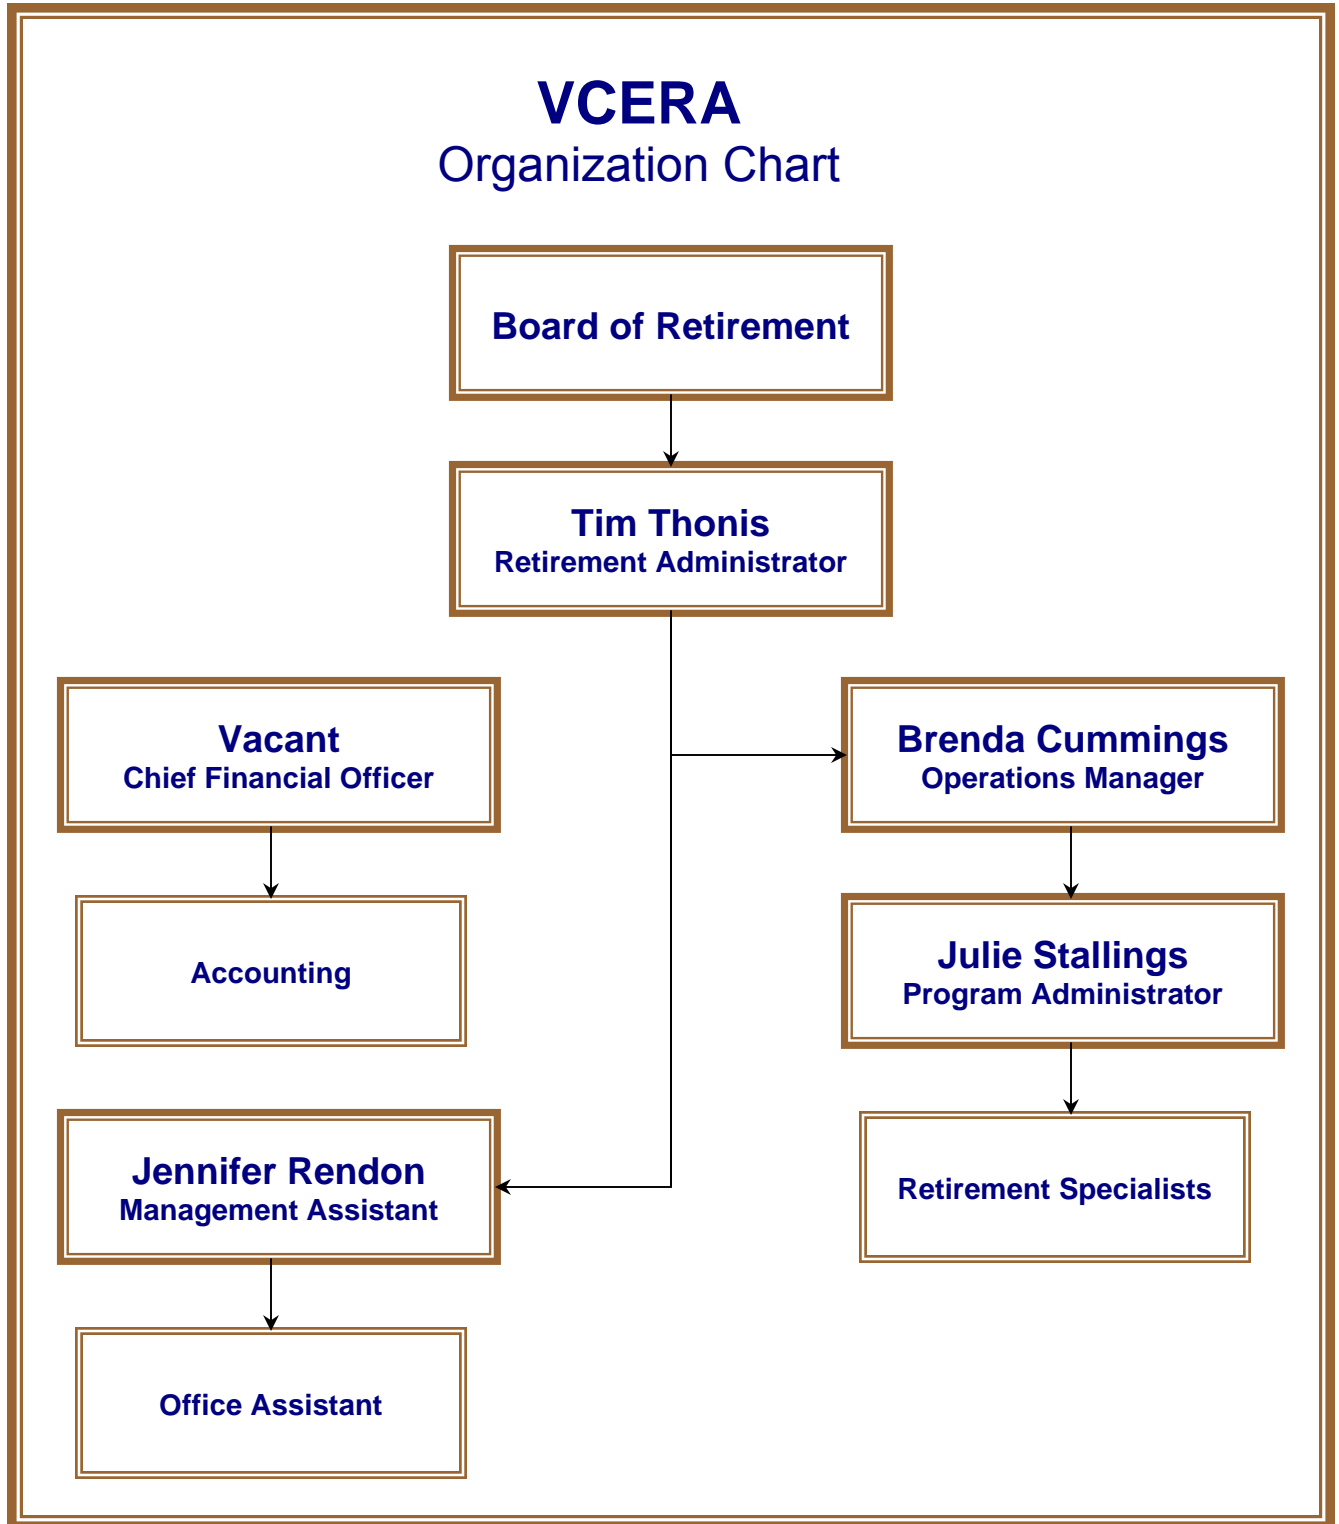 VCERA
Organization Chart
Board of Retirement
Tim Thonis
Retirement Administrator
Vacant
Chief Financial Officer
Brenda Cummings
Operations Manager
Accounting
Julie Stallings
Program Administrator
Jennifer Rendon
Management Assistant
Retirement Specialists
Office Assistant